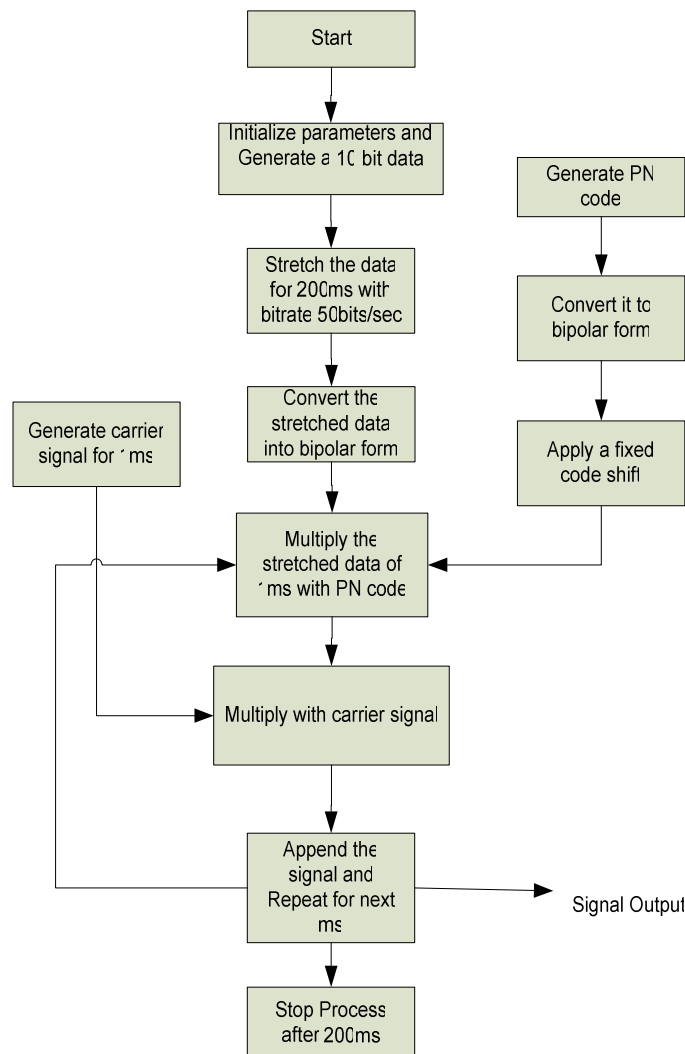 Start
Initialize parameters and
Generate a 10 bit data
Generate PN
code
Stretch the data
for 200ms with
bitrate 50bits/sec
Convert it to
bipolar form
Convert the
stretched data
into bipolar form
Generate carrier
signal for 1ms
Apply a fixed
code shift
Multiply the
stretched data of
1ms with PN code
Multiply with carrier signal
Append the
signal and
Repeat for next
ms
Signal Output
Stop Process
after 200ms